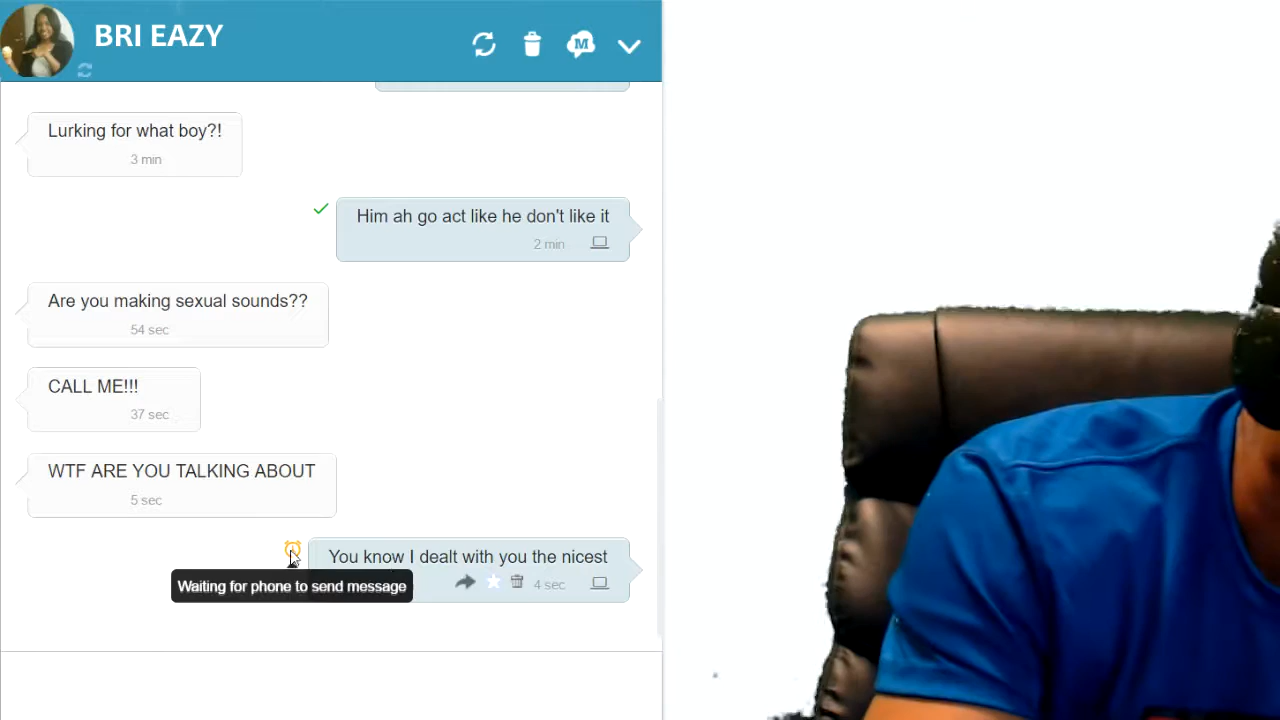 BRI EAZY
M
Lurking for what boy?!
3 min
Him ah go act like he don't like it
2 min
Are you making sexual sounds??
54 sec
CALL ME!!!
37 sec
WTF ARE YOU TALKING ABOUT
5 sec
You know I dealt with you the nicest
4 sec
Waiting for phone to send message